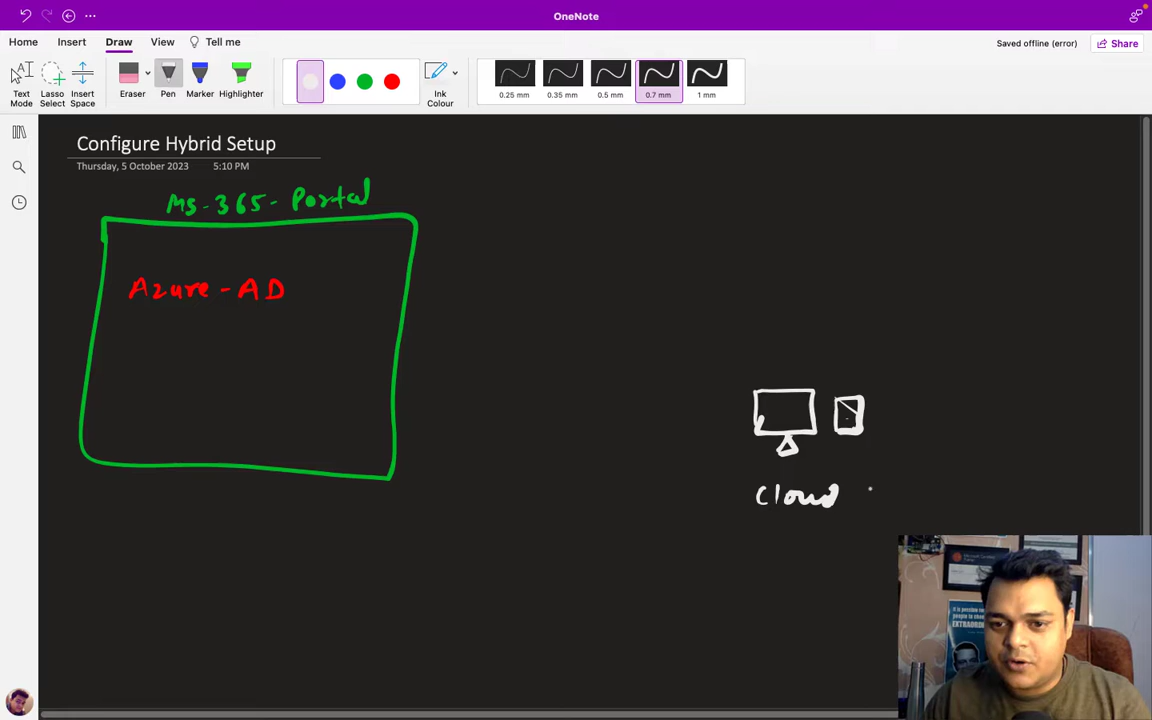 OneNote
Home Insert Draw View Tell me
Saved offline (error) Share
Text Mode
Lasso Select
Insert Space
Eraser
Pen
Marker
Highlighter
Ink Colour
0.25 mm
0.35 mm
0.5 mm
0.7 mm
1 mm
Configure Hybrid Setup
Thursday, 5 October 2023 5:10 PM
Ms-365-Portal
Azure-AD
Cloud
EXTRAORDI